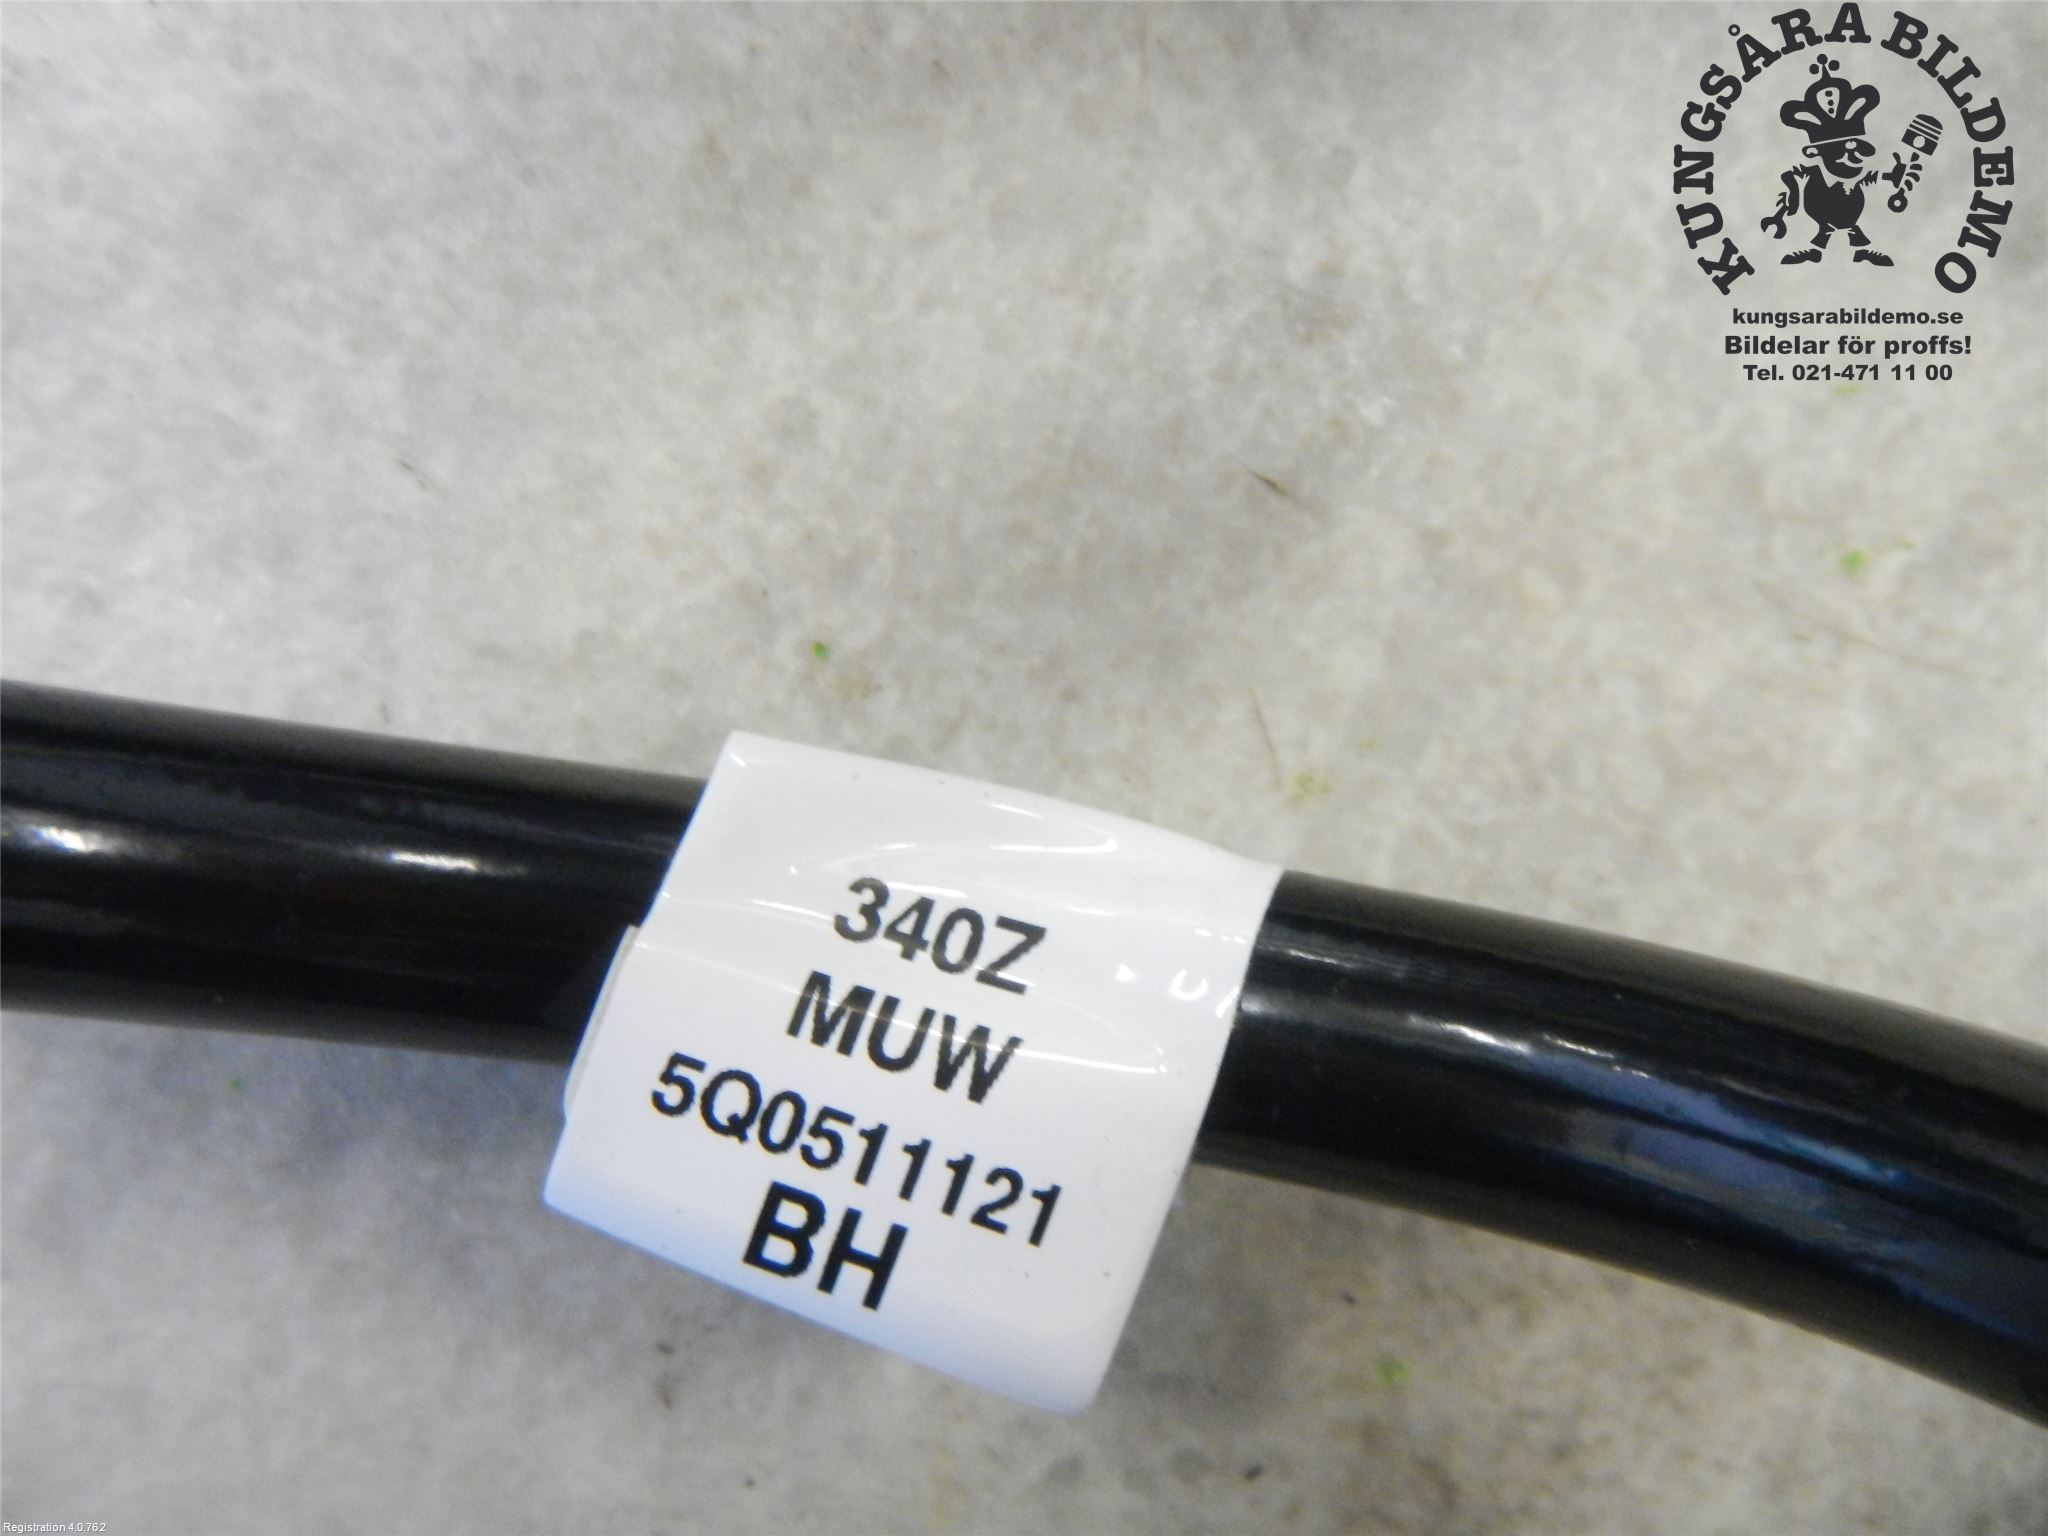 KUNGSÅRA BILDEMO
kungsarabildemo.se
Bildelar för proffs!
Tel. 021-471 11 00
340Z
MUW
5Q0511121
BH
Registration 4.0.762